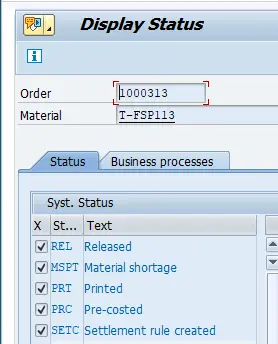 Display Status
Order 1000313
Material T-FSP113
Status Business processes
Syst. Status
X St... Text
REL Released
MSPT Material shortage
PRT Printed
PRC Pre-costed
SETC Settlement rule created